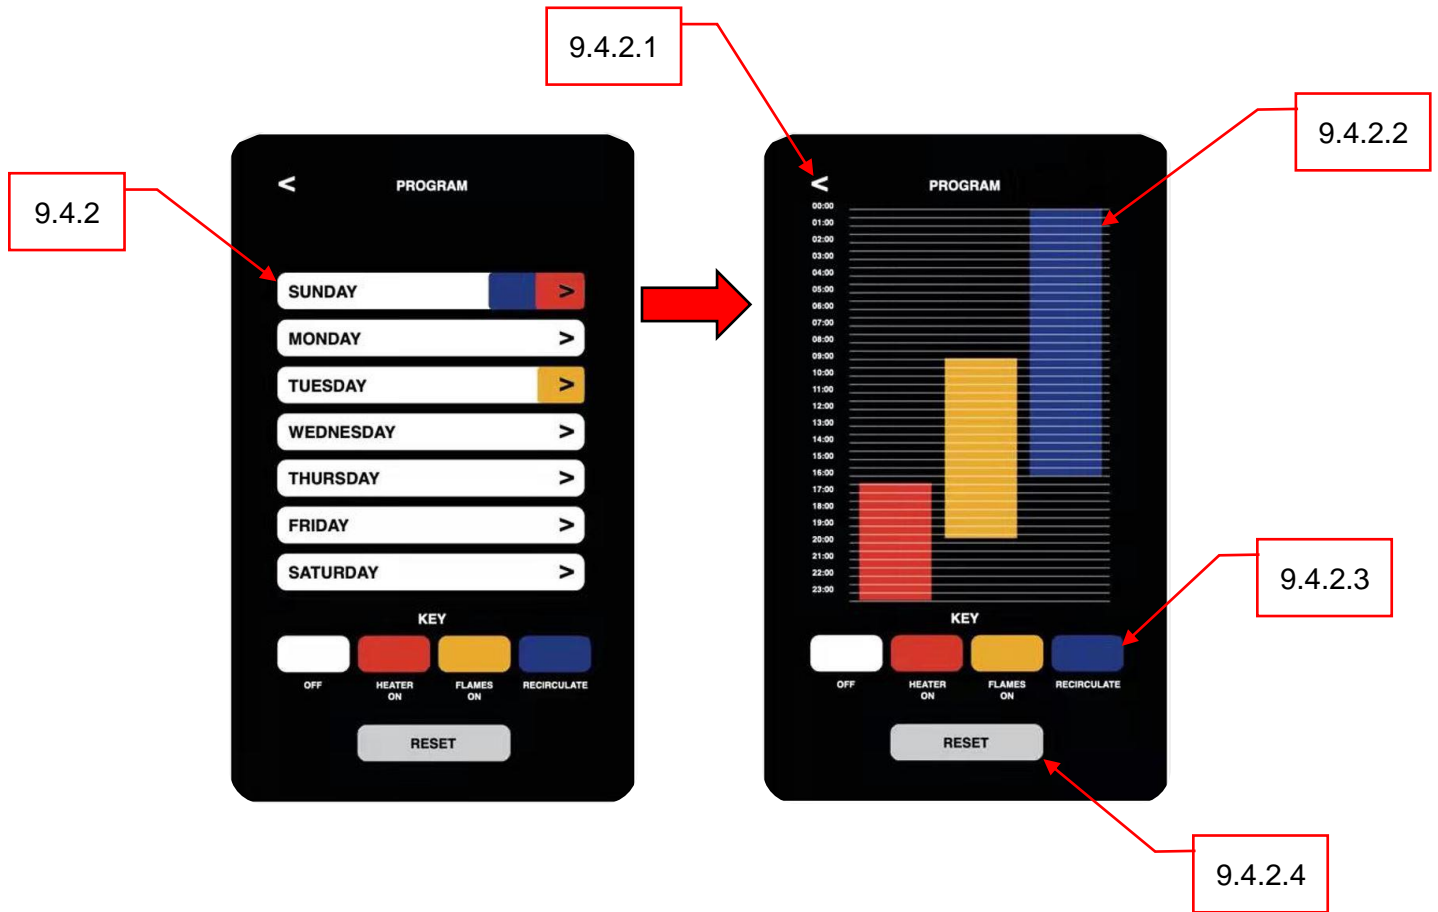 9.4.2.1
9.4.2.2
9.4.2
<
PROGRAM
SUNDAY >
MONDAY >
TUESDAY >
WEDNESDAY >
THURSDAY >
FRIDAY >
SATURDAY >
KEY
OFF
HEATER
ON
FLAMES
ON
RECIRCULATE
RESET
<
PROGRAM
00:00
01:00
02:00
03:00
04:00
05:00
06:00
07:00
08:00
09:00
10:00
11:00
12:00
13:00
14:00
15:00
16:00
17:00
18:00
19:00
20:00
21:00
22:00
23:00
KEY
OFF
HEATER
ON
FLAMES
ON
RECIRCULATE
RESET
9.4.2.3
9.4.2.4